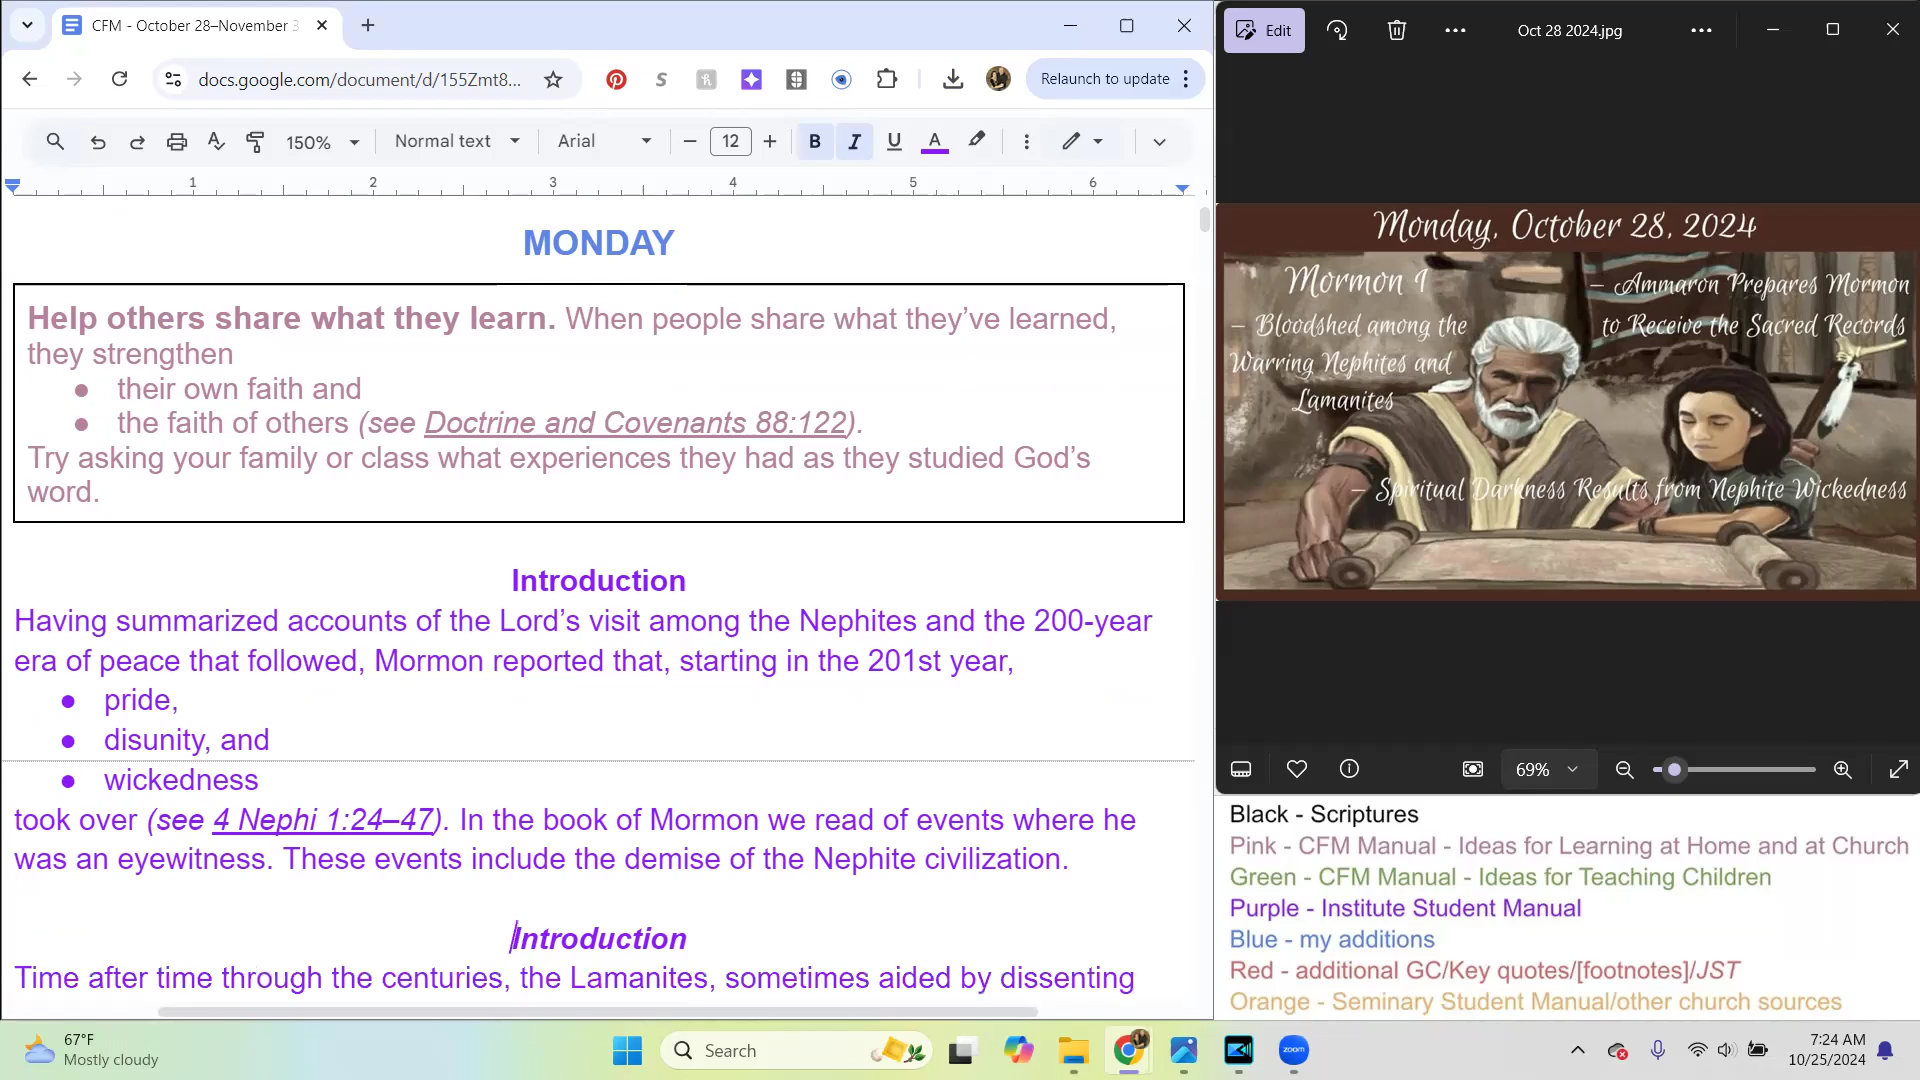 CFM - October 28–November 3
docs.google.com/document/d/155Zmt8...
Relaunch to update
150%
Normal text
Arial
12
B
I
U
A
1
2
3
4
5
6
MONDAY
Help others share what they learn. When people share what they’ve learned,
they strengthen
● their own faith and
● the faith of others (see Doctrine and Covenants 88:122).
Try asking your family or class what experiences they had as they studied God’s
word.
Introduction
Having summarized accounts of the Lord’s visit among the Nephites and the 200-year
era of peace that followed, Mormon reported that, starting in the 201st year,
● pride,
● disunity, and
● wickedness
took over (see 4 Nephi 1:24–47). In the book of Mormon we read of events where he
was an eyewitness. These events include the demise of the Nephite civilization.
Introduction
Time after time through the centuries, the Lamanites, sometimes aided by dissenting
Edit
Oct 28 2024.jpg
Monday, October 28, 2024
Mormon 1
– Bloodshed among the
Warring Nephites and
Lamanites
– Ammaron Prepares Mormon
to Receive the Sacred Records
– Spiritual Darkness Results from Nephite Wickedness
69%
Black - Scriptures
Pink - CFM Manual - Ideas for Learning at Home and at Church
Green - CFM Manual - Ideas for Teaching Children
Purple - Institute Student Manual
Blue - my additions
Red - additional GC/Key quotes/[footnotes]/JST
Orange - Seminary Student Manual/other church sources
67°F
Mostly cloudy
Search
zoom
7:24 AM
10/25/2024